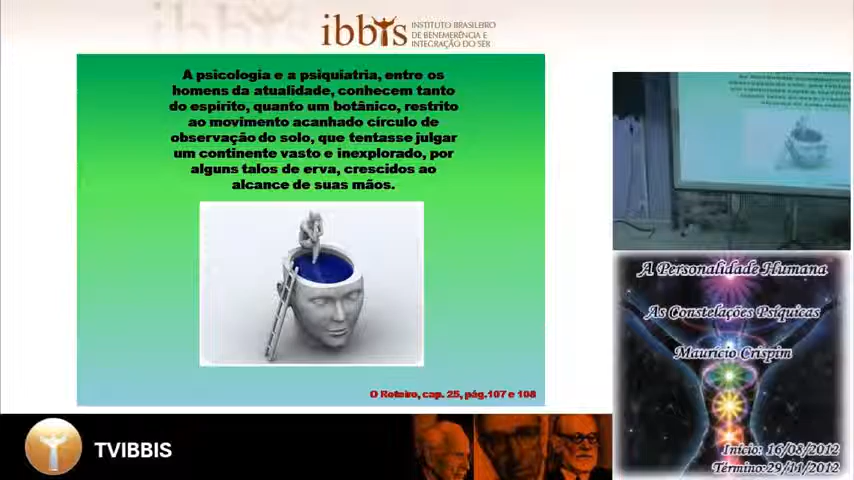 ibbis
INSTITUTO BRASILEIRO
DE BENEMERÊNCIA E
INTEGRAÇÃO DO SER
A psicologia e a psiquiatria, entre os
homens da atualidade, conhecem tanto
do espírito, quanto um botânico, restrito
ao movimento acanhado círculo de
observação do solo, que tentasse julgar
um continente vasto e inexplorado, por
alguns talos de erva, crescidos ao
alcance de suas mãos.
O Roteiro, cap. 25, pág.107 e 108
A Personalidade Humana
As Constelações Psíquicas
Maurício Crispim
Início: 16/08/2012
Término:29/11/2012
TVIBBIS